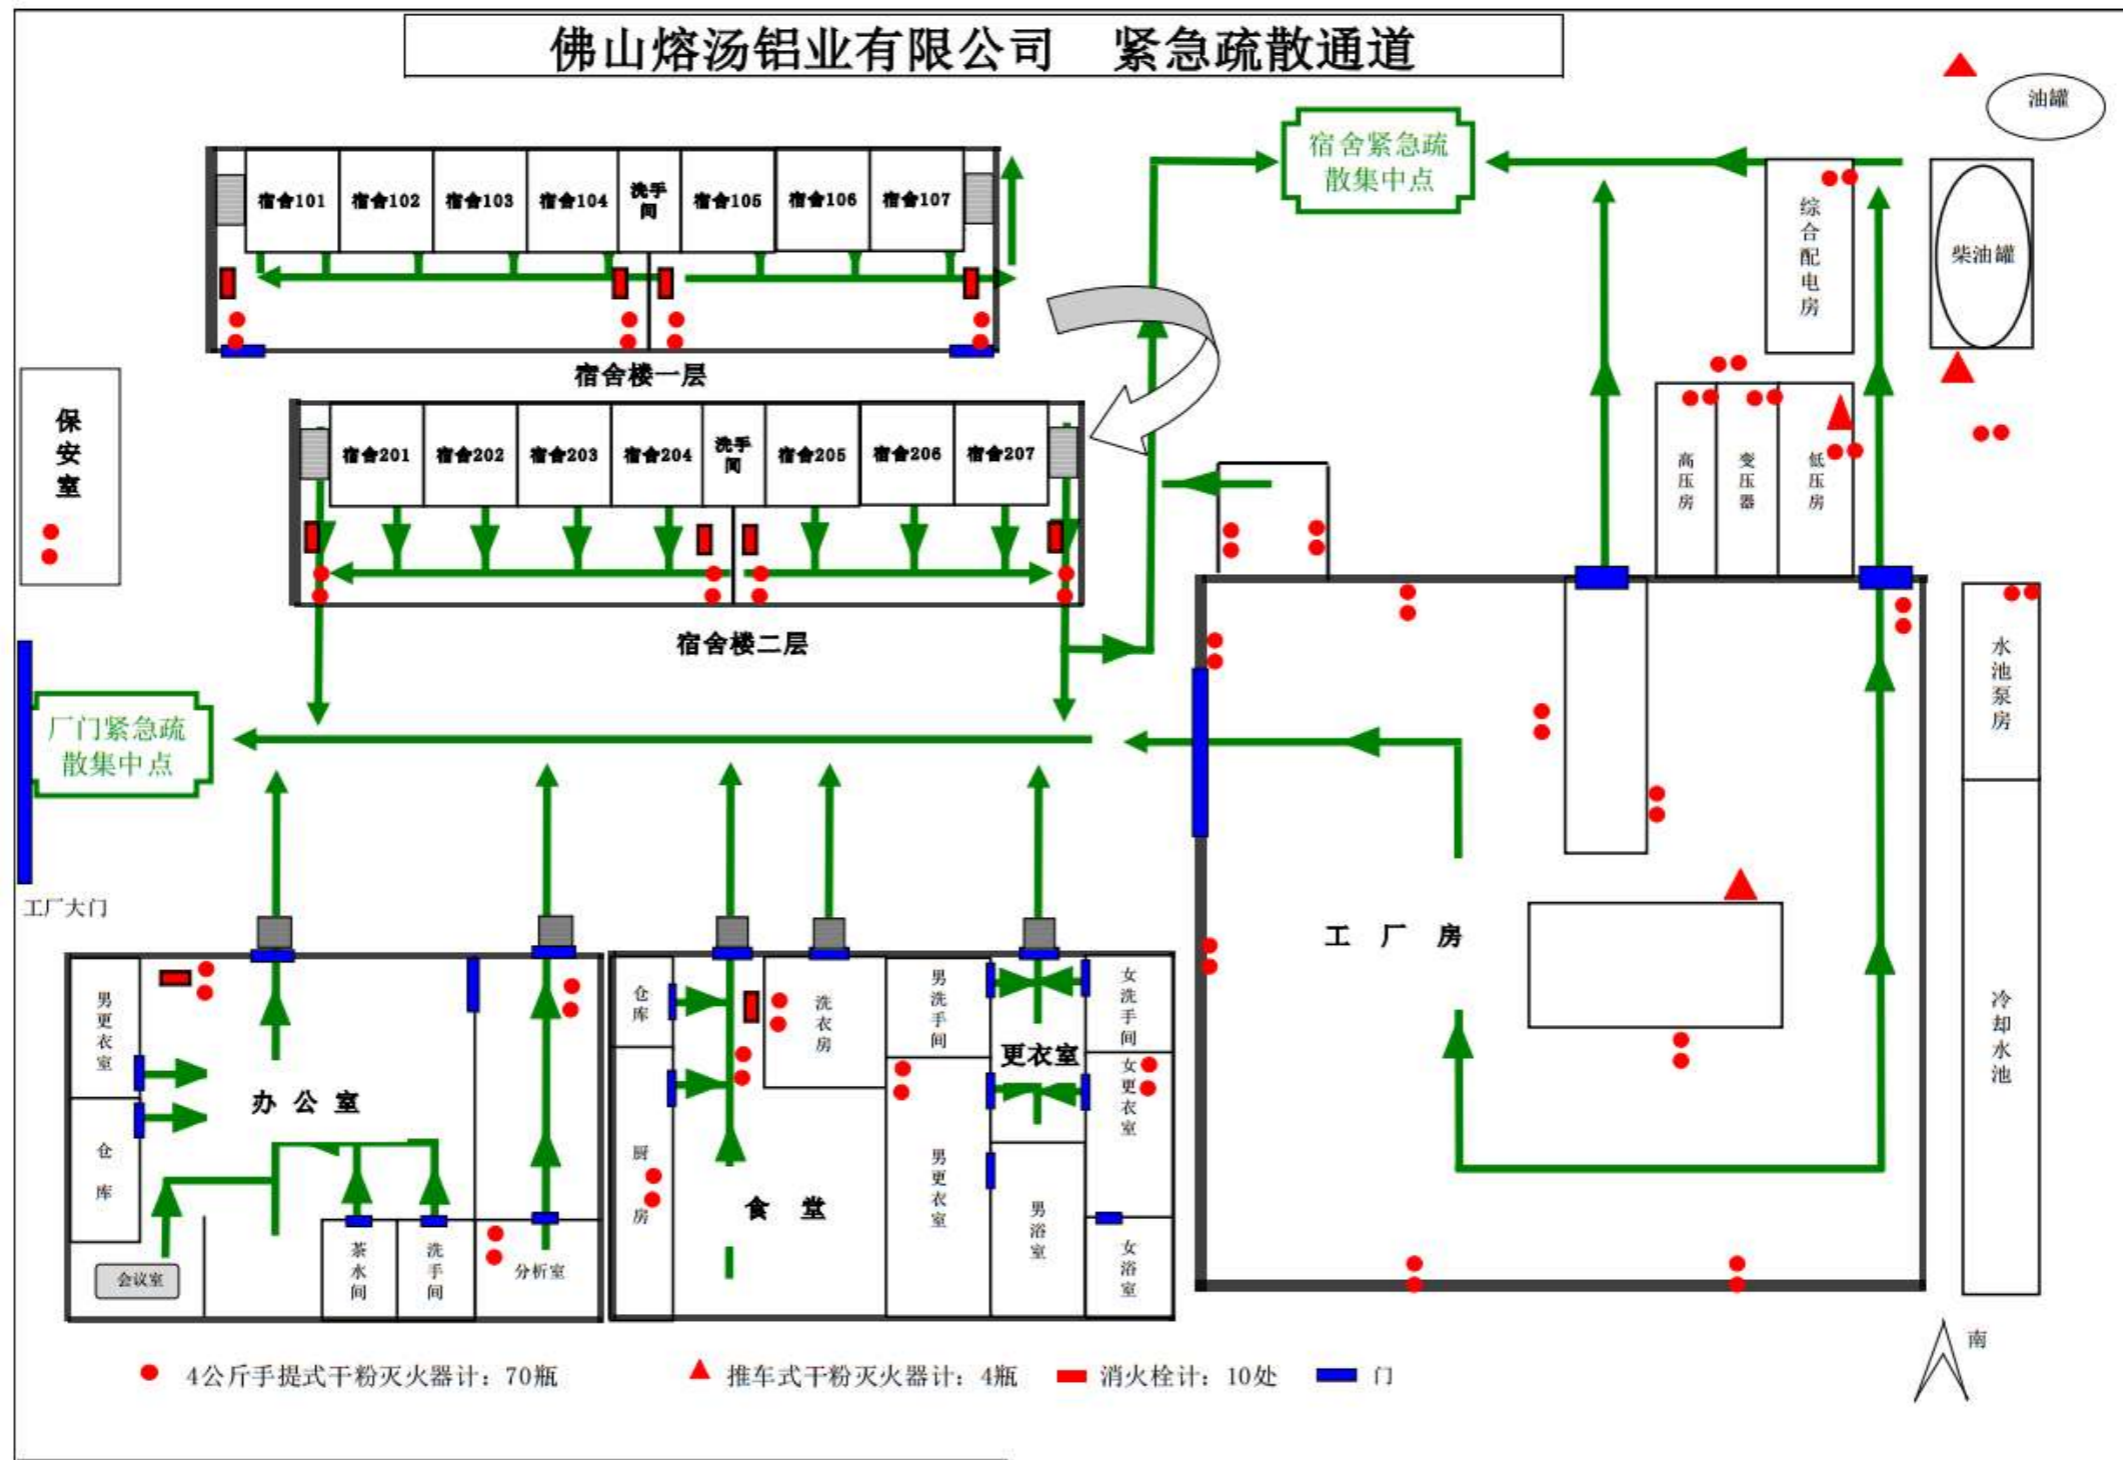 佛山熔汤铝业有限公司 紧急疏散通道
油罐
宿舍紧急疏
散集中点
宿舍101
宿舍102
宿舍103
宿舍104
洗手
间
宿舍105
宿舍106
宿舍107
综合配电房
柴油罐
宿舍楼一层
保安室
宿舍201
宿舍202
宿舍203
宿舍204
洗手
间
宿舍205
宿舍206
宿舍207
高压房
变压器
低压房
宿舍楼二层
水池泵房
厂门紧急疏
散集中点
工厂大门
工 厂 房
男更衣室
办 公 室
仓 库
会议室
茶水间
洗手间
分析室
仓库
洗衣房
男洗手间
女洗手间
更衣室
女更衣室
厨 房
食 堂
男更衣室
男浴室
女浴室
冷却水池
南
4公斤手提式干粉灭火器计：70瓶
推车式干粉灭火器计：4瓶
消火栓计：10处
门